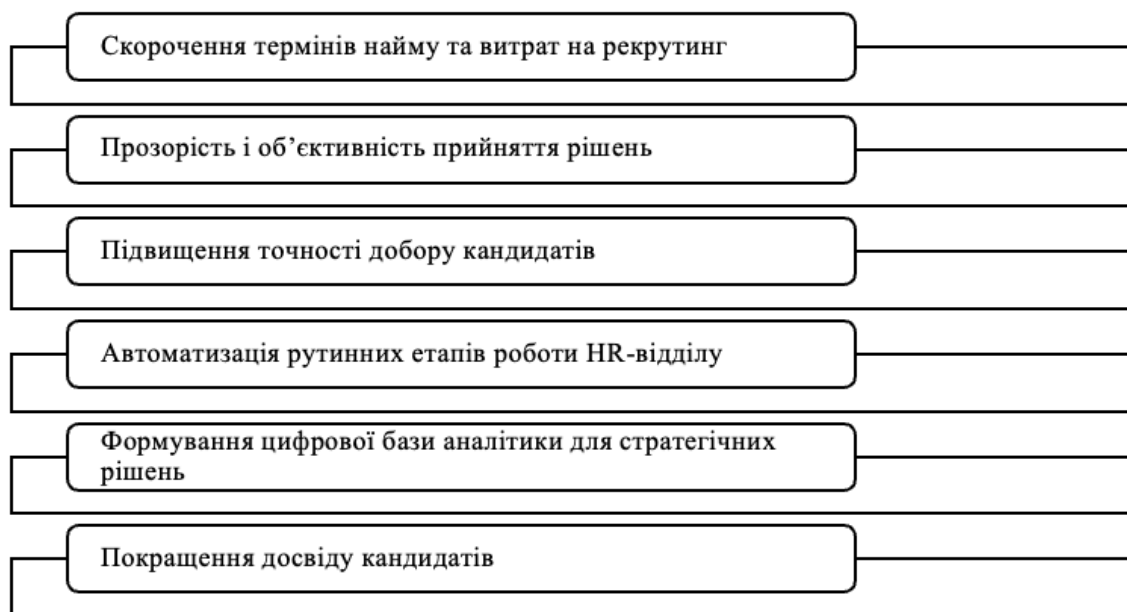 Скорочення термінів найму та витрат на рекрутинг
Прозорість і об’єктивність прийняття рішень
Підвищення точності добору кандидатів
Автоматизація рутинних етапів роботи HR-відділу
Формування цифрової бази аналітики для стратегічних
рішень
Покращення досвіду кандидатів